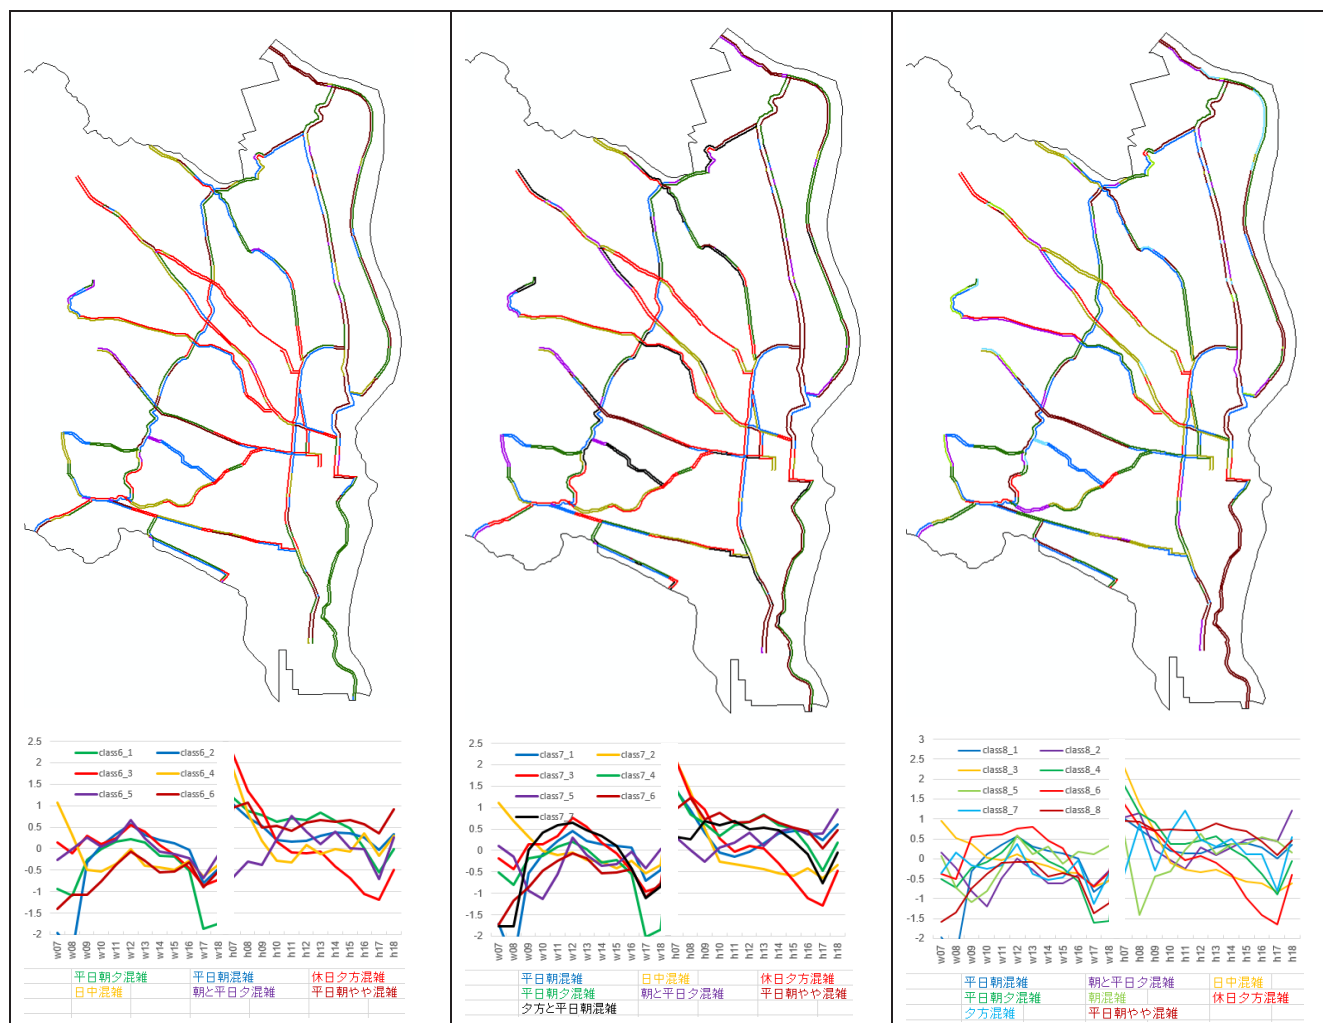 2.5
2
1.5
1
0.5
0
-0.5
-1
-1.5
-2
class6_1 class6_2
class6_3 class6_4
class6_5 class6_6
w07 w08 w09 w10 w11 w12 w13 w14 w15 w16 w17 w18 h07 h08 h09 h10 h11 h12 h13 h14 h15 h16 h17 h18
平日朝夕混雑 平日朝混雑 休日夕方混雑
日中混雑 朝と平日夕混雑 平日朝やや混雑
2.5
2
1.5
1
0.5
0
-0.5
-1
-1.5
-2
class7_1 class7_2
class7_3 class7_4
class7_5 class7_6
class7_7
w07 w08 w09 w10 w11 w12 w13 w14 w15 w16 w17 w18 h07 h08 h09 h10 h11 h12 h13 h14 h15 h16 h17 h18
平日朝混雑 日中混雑 休日夕方混雑
平日朝夕混雑 朝と平日夕混雑 平日朝やや混雑
夕方と平日朝混雑
3
2.5
2
1.5
1
0.5
0
-0.5
-1
-1.5
-2
class8_1 class8_2
class8_3 class8_4
class8_5 class8_6
class8_7 class8_8
w07 w08 w09 w10 w11 w12 w13 w14 w15 w16 w17 w18 h07 h08 h09 h10 h11 h12 h13 h14 h15 h16 h17 h18
平日朝混雑 朝と平日夕混雑 日中混雑
平日朝夕混雑 朝混雑 休日夕方混雑
夕方混雑 平日朝やや混雑